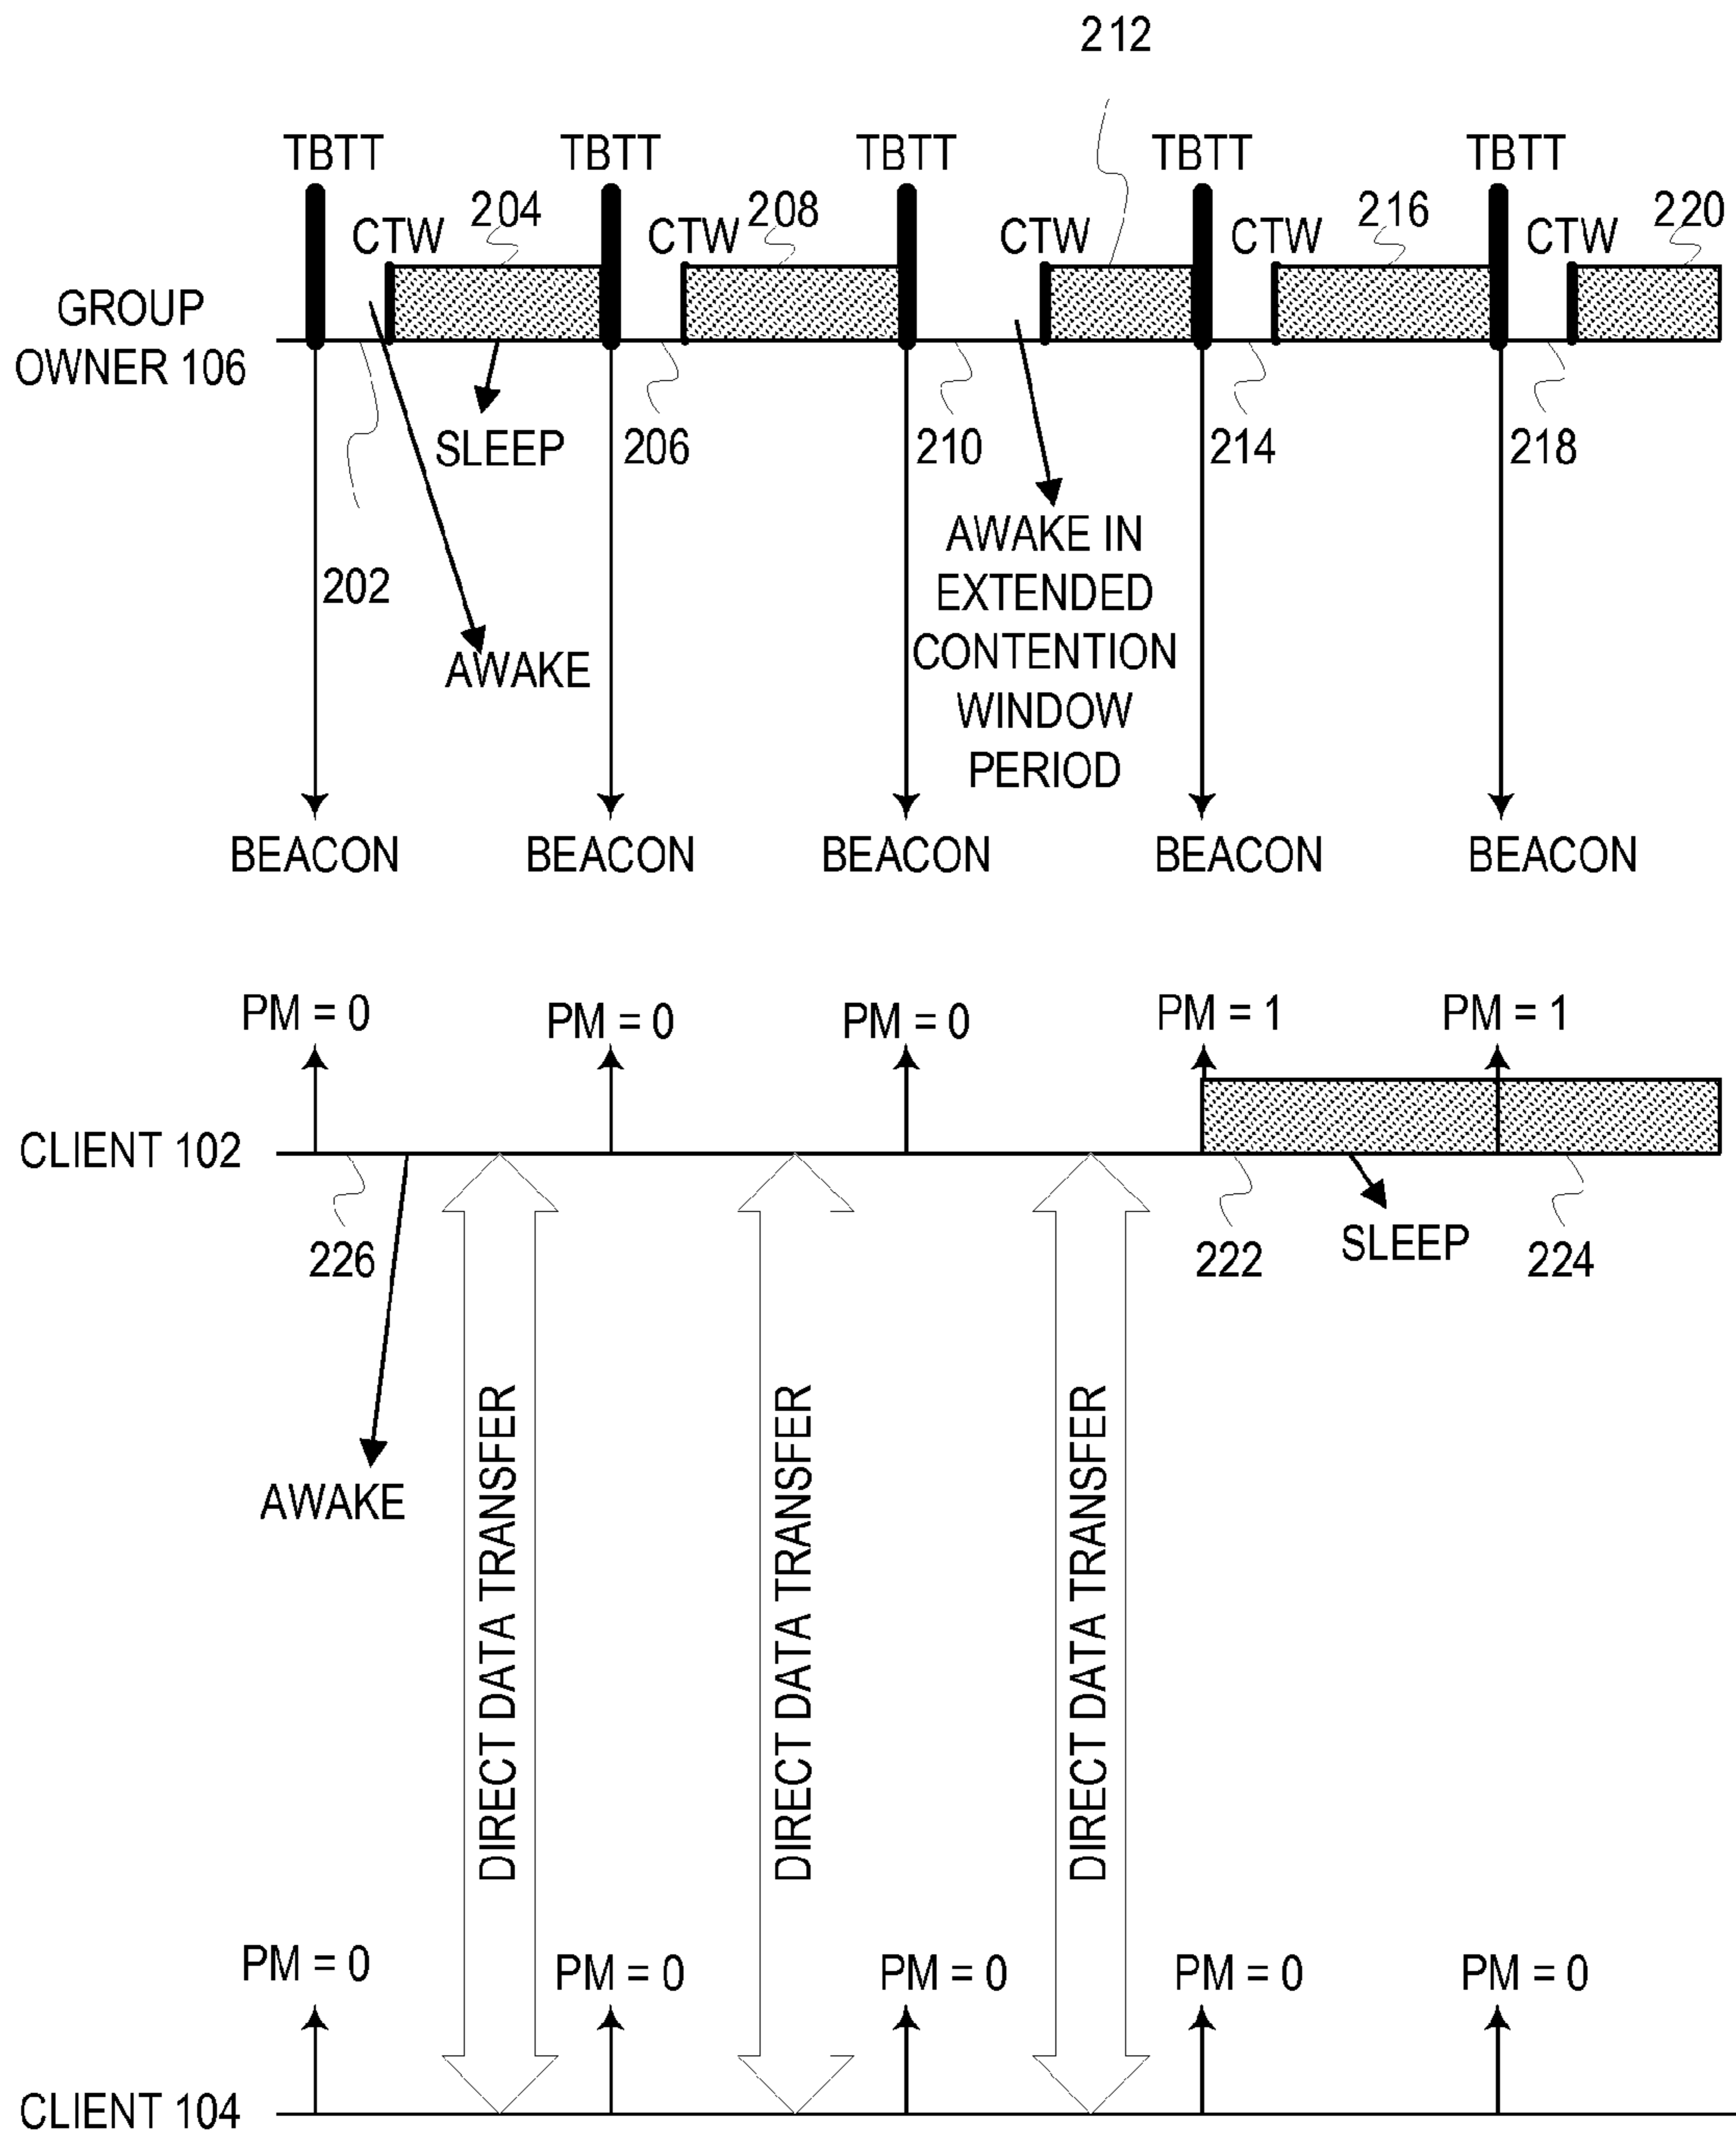 212
TBTT TBTT TBTT TBTT TBTT
204 208 216 220
CTW CTW CTW CTW CTW
GROUP
OWNER 106
SLEEP 206 210 214 218
AWAKE IN
EXTENDED
CONTENTION
WINDOW
PERIOD
202
AWAKE
BEACON BEACON BEACON BEACON BEACON
PM = 0 PM = 0 PM = 0 PM = 1 PM = 1
CLIENT 102
226 222 SLEEP 224
AWAKE
DIRECT DATA TRANSFER
DIRECT DATA TRANSFER
DIRECT DATA TRANSFER
PM = 0 PM = 0 PM = 0 PM = 0 PM = 0
CLIENT 104